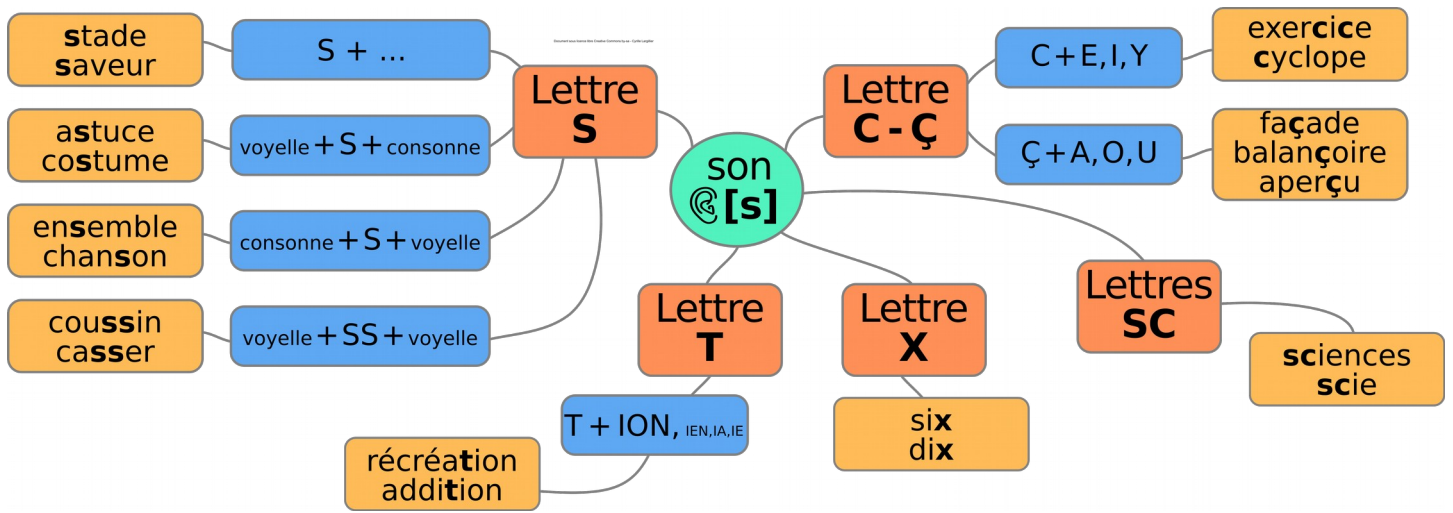 stade
saveur
S + ...
astuce
costume
voyelle + S + consonne
ensemble
chanson
consonne + S + voyelle
coussin
casser
voyelle + SS + voyelle
Lettre
S
son
[s]
Lettre
C - Ç
C + E, I, Y
exercice
cyclope
Ç + A, O, U
façade
balançoire
aperçu
Lettres
SC
sciences
scie
Lettre
X
six
dix
Lettre
T
T + ION, IEN,IA,IE
récréation
addition